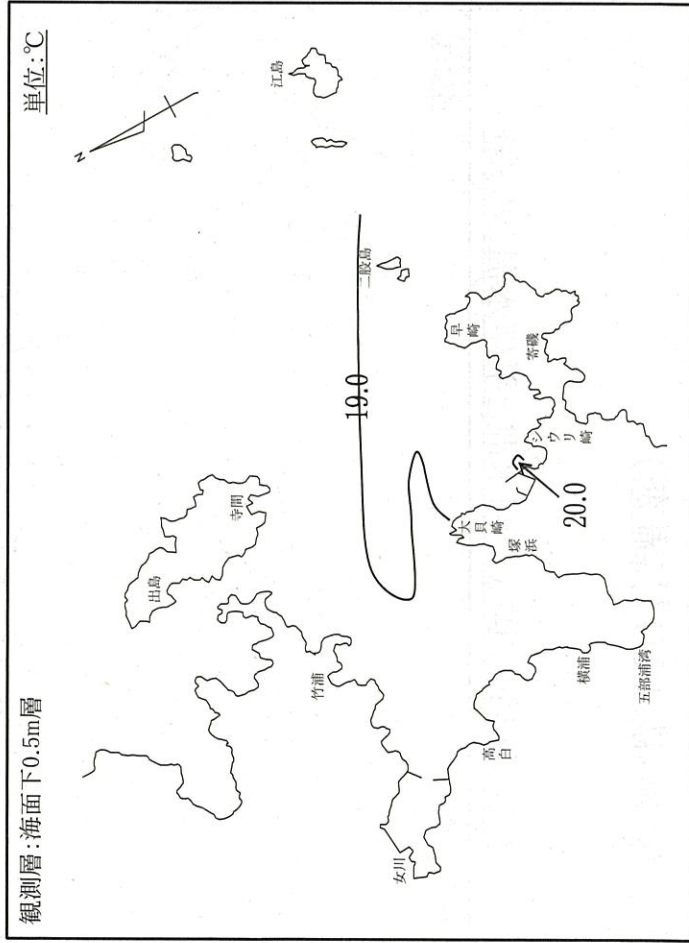 観測層:海面下0.5m層
単位:℃
N
江島
二股島
19.0
早崎
寄磯
シウリ崎
20.0
大貝崎
塚浜
寺間
出島
竹浦
横浦
五部浦湾
高白
女川